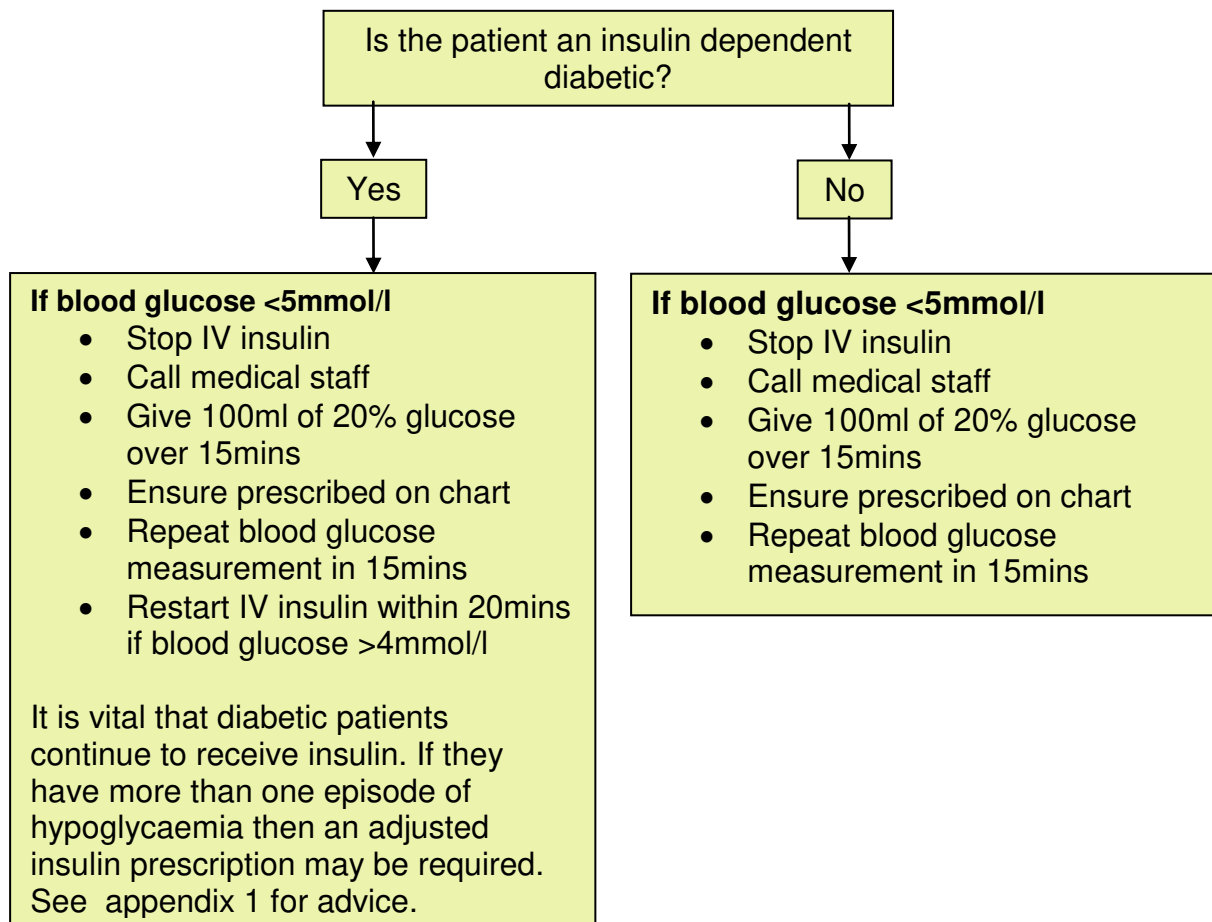 Is the patient an insulin dependent
diabetic?
Yes
No
If blood glucose <5mmol/l
• Stop IV insulin
• Call medical staff
• Give 100ml of 20% glucose
over 15mins
• Ensure prescribed on chart
• Repeat blood glucose
measurement in 15mins
• Restart IV insulin within 20mins
if blood glucose >4mmol/l
It is vital that diabetic patients
continue to receive insulin. If they
have more than one episode of
hypoglycaemia then an adjusted
insulin prescription may be required.
See  appendix 1 for advice.
If blood glucose <5mmol/l
• Stop IV insulin
• Call medical staff
• Give 100ml of 20% glucose
over 15mins
• Ensure prescribed on chart
• Repeat blood glucose
measurement in 15mins